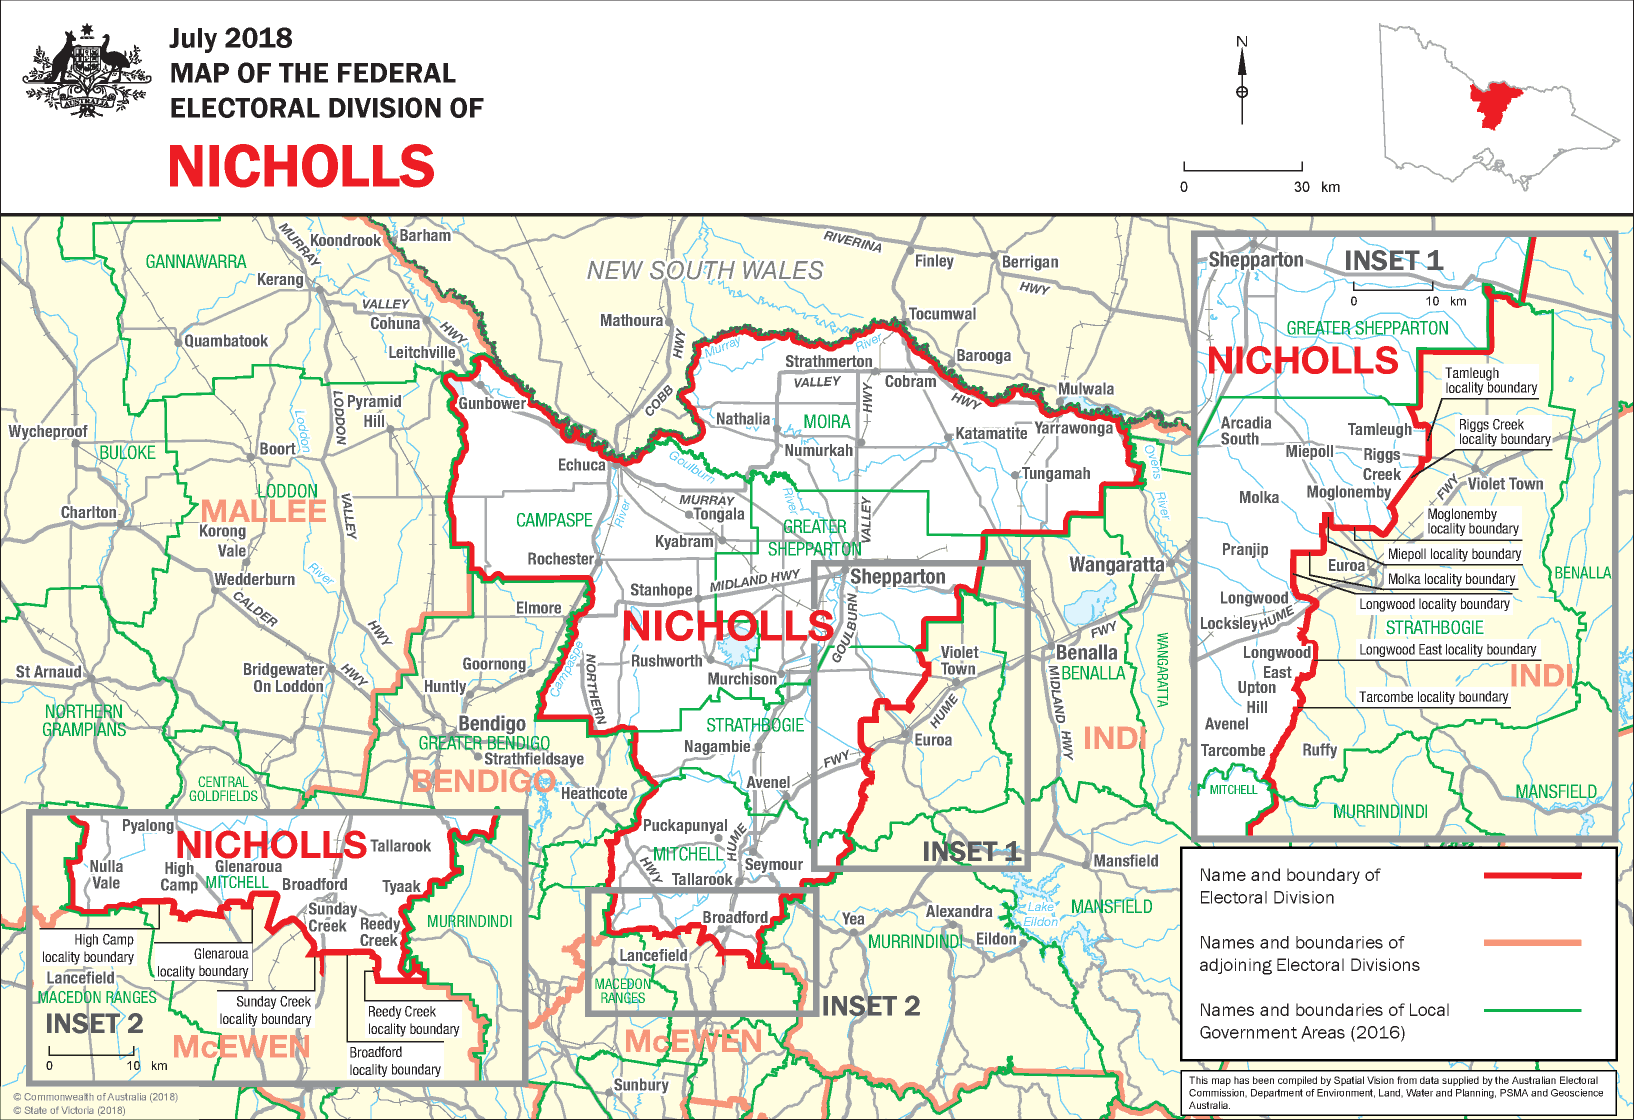 July 2018
MAP OF THE FEDERAL
ELECTORAL DIVISION OF
NICHOLLS
AUSTRALIA
N
0 30 km
NEW SOUTH WALES
RIVERINA
HWY
Koondrook
Barham
MURRAY
GANNAWARRA
Kerang
VALLEY
Cohuna
HWY
Quambatook
Leitchville
Mathoura
HWY
COBB
Finley
Berrigan
Tocumwal
Murray
River
Barooga
Strathmerton
VALLEY
Cobram
HWY
HWY
Mulwala
Gunbower
LODDON
Pyramid
Hill
Loddon
Wycheproof
BULOKE
Boort
LODDON
MALLEE
VALLEY
Charlton
Korong
Vale
Wedderburn
River
CALDER
HWY
Nathalia
MOIRA
Numurkah
Katamatite
Yarrawonga
Tungamah
Ovens
River
Echuca
Goulburn
River
MURRAY
Tongala
VALLEY
CAMPASPE
River
GREATER
SHEPPARTON
Kyabram
Rochester
Stanhope
MIDLAND HWY
Shepparton
Wangaratta
Elmore
NICHOLLS
GOULBURN
Rushworth
Murchison
Campaspe
NORTHERN
Goornong
Huntly
Bridgewater
On Loddon
HWY
St Arnaud
NORTHERN
GRAMPIANS
Bendigo
GREATER BENDIGO
Strathfieldsaye
BENDIGO
CENTRAL
GOLDFIELDS
Heathcote
STRATHBOGIE
Nagambie
Avenel
FWY
Violet
Town
HUME
Euroa
FWY
Benalla
BENALLA
WANGARATTA
MIDLAND HWY
INDI
Puckapunyal
HUME
MITCHELL
HWY
Seymour
Tallarook
INSET 1
Mansfield
Broadford
Yea
Alexandra
Lake
Eildon
MANSFIELD
MURRINDINDI
Eildon
Lancefield
MACEDON
RANGES
INSET 2
McEWEN
Sunbury
Shepparton
INSET 1
0 10 km
GREATER SHEPPARTON
NICHOLLS
Tamleugh
locality boundary
Arcadia
South
Tamleugh
Riggs Creek
locality boundary
Miepoll
Riggs
Creek
FWY
Violet Town
Molka
Moglonemby
Moglonemby
locality boundary
Pranjip
Miepoll locality boundary
Euroa
Molka locality boundary
BENALLA
Longwood
Longwood locality boundary
Locksley
HUME
STRATHBOGIE
Longwood
East
Longwood East locality boundary
INDI
Upton
Hill
Tarcombe locality boundary
Avenel
Tarcombe
Ruffy
MITCHELL
MANSFIELD
MURRINDINDI
Pyalong
NICHOLLS
Tallarook
Nulla
Vale
High
Camp
Glenaroua
MITCHELL
Broadford
Tyaak
Sunday
Creek
Reedy
Creek
MURRINDINDI
High Camp
locality boundary
Glenaroua
locality boundary
Lancefield
MACEDON RANGES
Sunday Creek
locality boundary
Reedy Creek
locality boundary
INSET 2
McEWEN
Broadford
locality boundary
0 10 km
Name and boundary of
Electoral Division
Names and boundaries of
adjoining Electoral Divisions
Names and boundaries of Local
Government Areas (2016)
This map has been compiled by Spatial Vision from data supplied by the Australian Electoral
Commission, Department of Environment, Land, Water and Planning, PSMA and Geoscience
Australia.
© Commonwealth of Australia (2018)
© State of Victoria (2018)